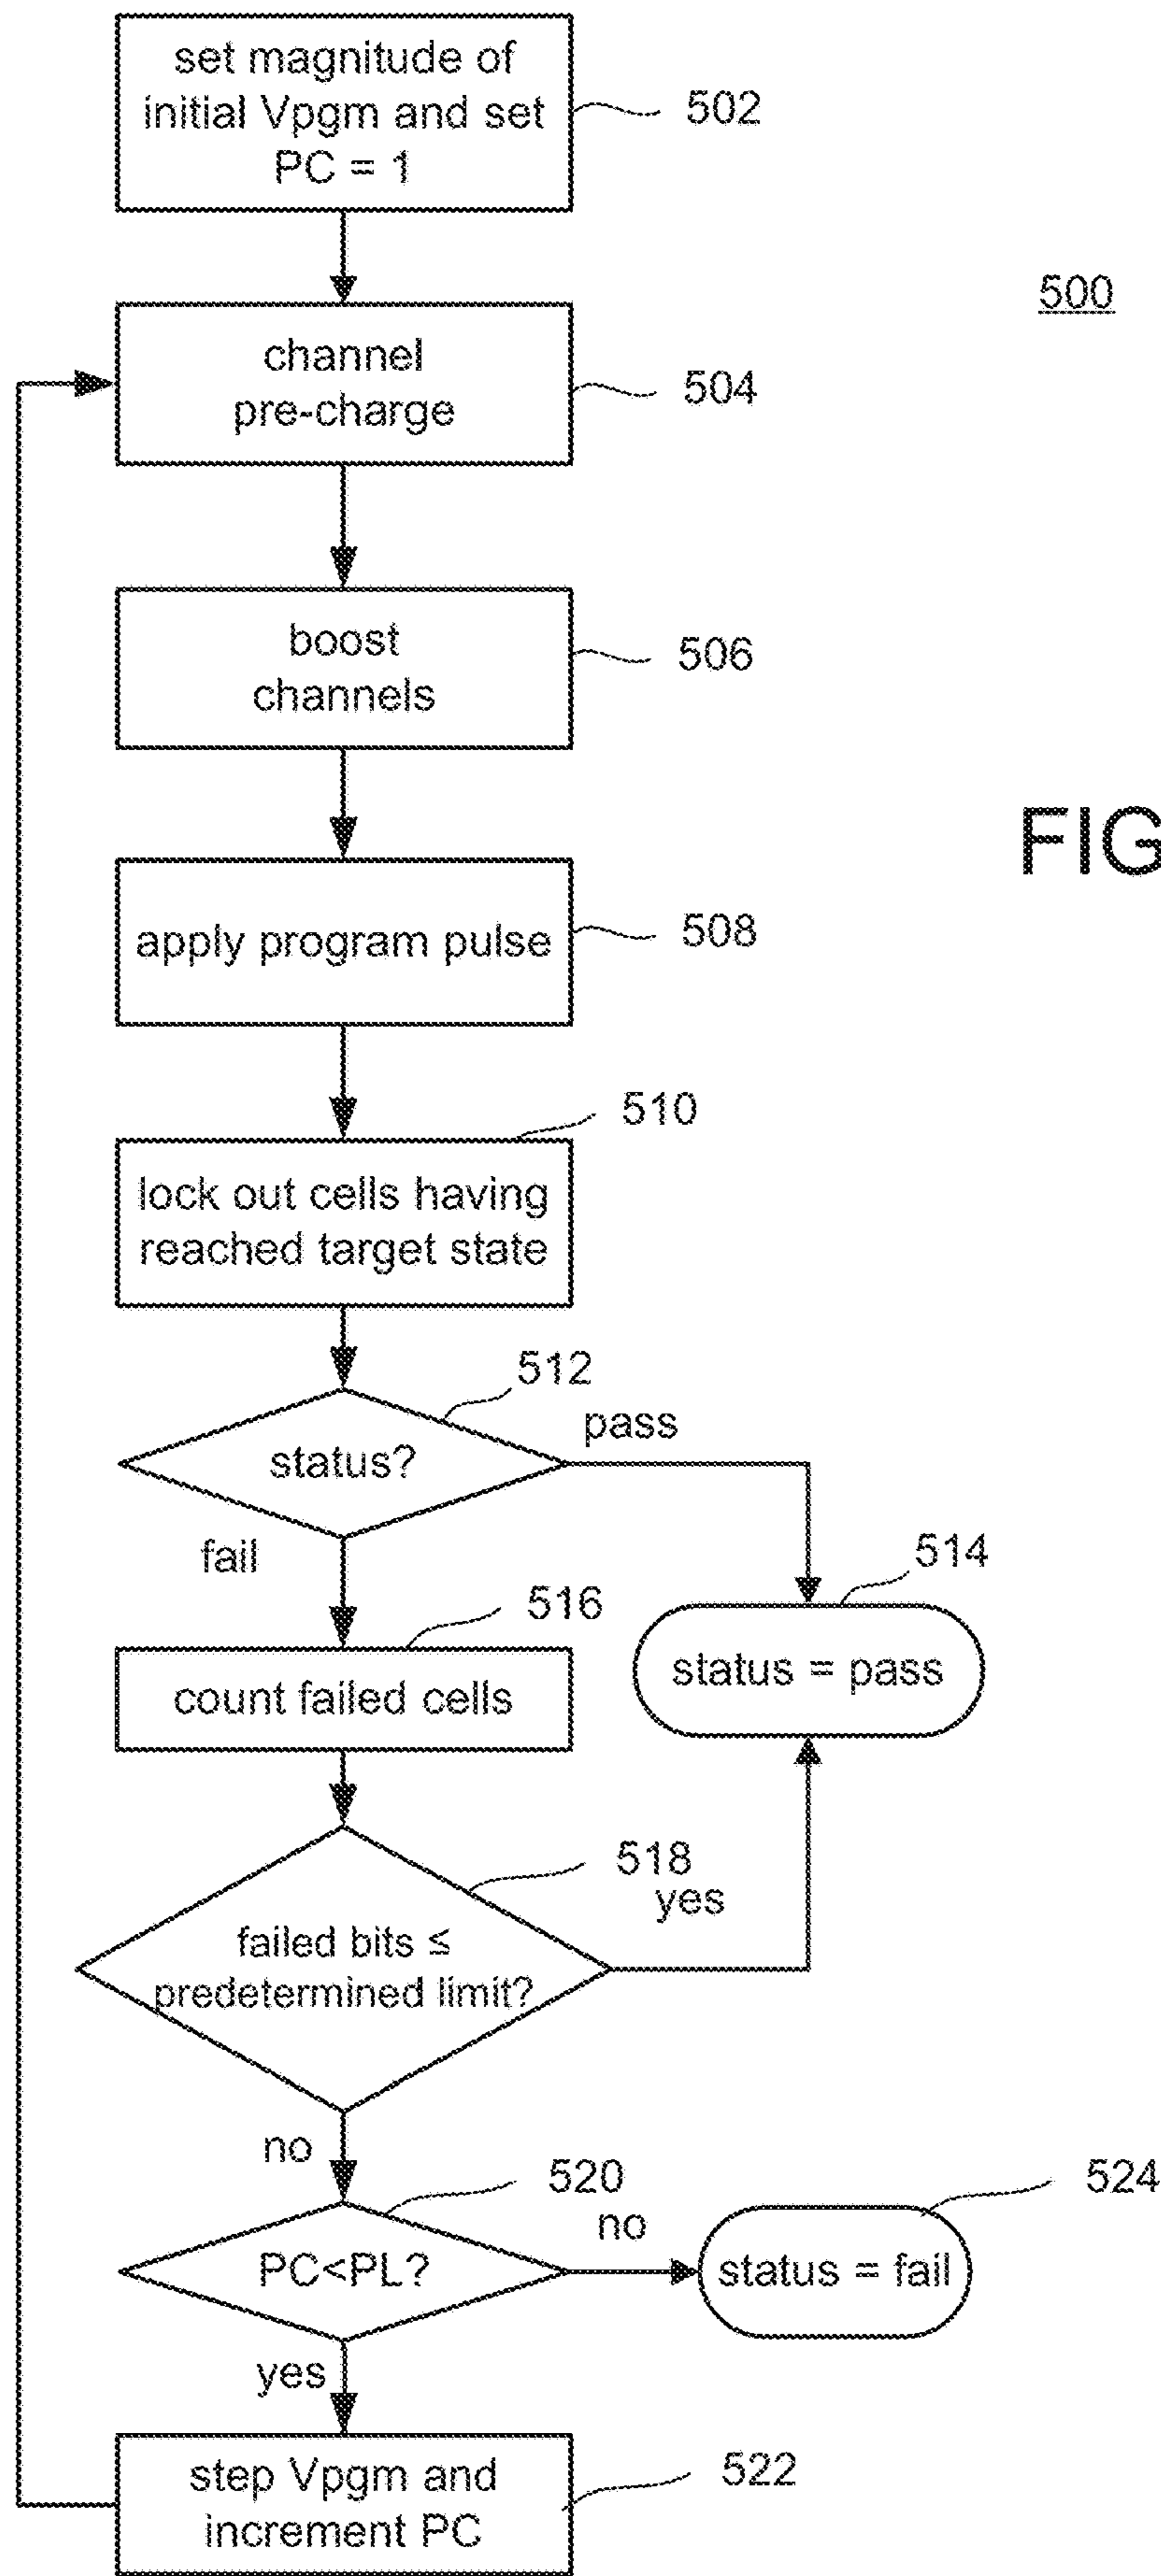 set magnitude of
initial Vpgm and set
PC = 1
502
500
channel
pre-charge
504
boost
channels
506
FIG
apply program pulse
508
510
lock out cells having
reached target state
512
pass
status?
fail
514
516
status = pass
count failed cells
518
yes
failed bits ≤
predetermined limit?
no
520
524
no
PC<PL?
status = fail
yes
step Vpgm and
increment PC
522